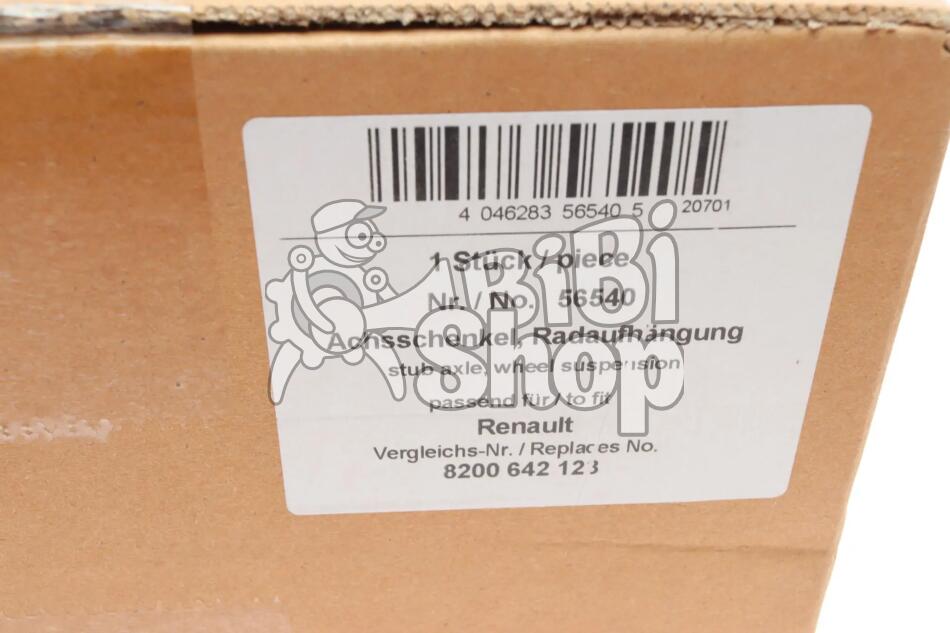 4 046283 56540 5 20701
1 Stück / piece
Nr. / No. 56540
Achsschenkel, Radaufhängung
stub axle, wheel suspension
passend für / to fit
Renault
Vergleichs-Nr. / Replaces No.
8200 642 123
BiBi
Shop